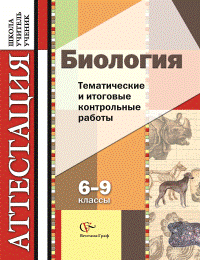 АТТЕСТАЦИЯ
ШКОЛА
УЧИТЕЛЬ
УЧЕНИК
Биология
Тематические
и итоговые
контрольные
работы
6–9
классы
Вентана-Граф